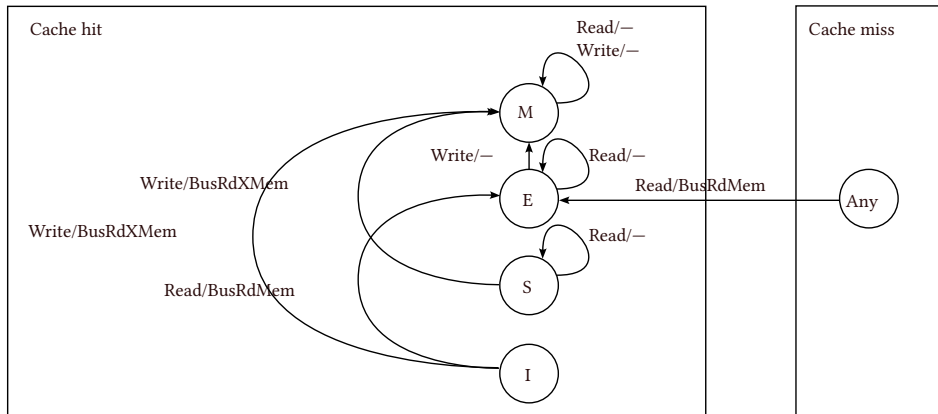 Cache hit
Cache miss
Read/—
Write/—
M
Write/—
Read/—
Write/BusRdXMem
Read/BusRdMem
E
Any
Write/BusRdXMem
Read/—
Read/BusRdMem
S
I